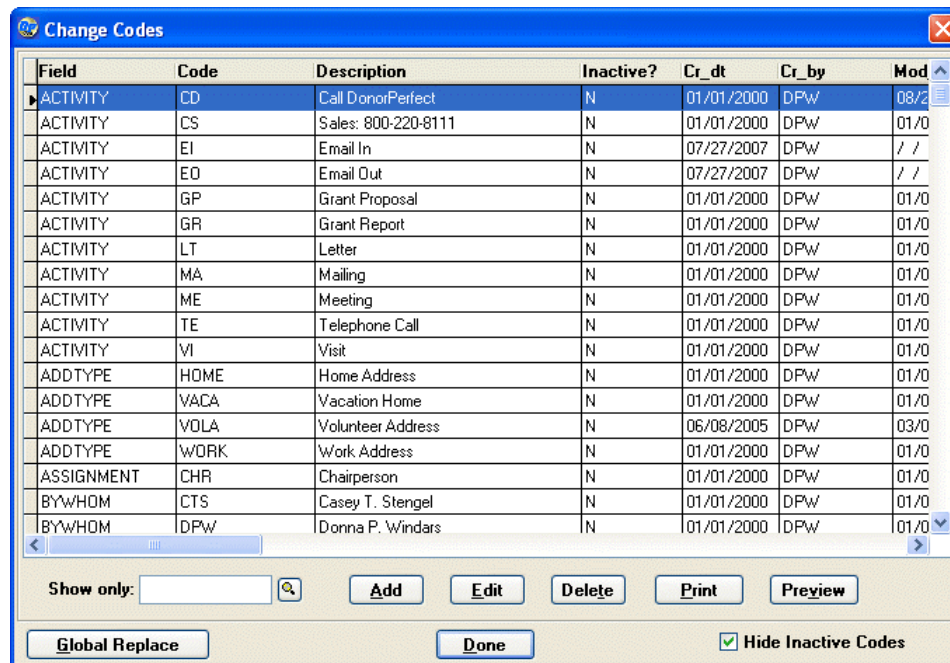 Change Codes
Field Code Description Inactive? Cr_dt Cr_by Mod_
ACTIVITY CD Call DonorPerfect N 01/01/2000 DPW 08/2
ACTIVITY CS Sales: 800-220-8111 N 01/01/2000 DPW 01/0
ACTIVITY EI Email In N 07/27/2007 DPW / /
ACTIVITY EO Email Out N 07/27/2007 DPW / /
ACTIVITY GP Grant Proposal N 01/01/2000 DPW 01/0
ACTIVITY GR Grant Report N 01/01/2000 DPW 01/0
ACTIVITY LT Letter N 01/01/2000 DPW 01/0
ACTIVITY MA Mailing N 01/01/2000 DPW 01/0
ACTIVITY ME Meeting N 01/01/2000 DPW 01/0
ACTIVITY TE Telephone Call N 01/01/2000 DPW 01/0
ACTIVITY VI Visit N 01/01/2000 DPW 01/0
ADDTYPE HOME Home Address N 01/01/2000 DPW 01/0
ADDTYPE VACA Vacation Home N 01/01/2000 DPW 01/0
ADDTYPE VOLA Volunteer Address N 06/08/2005 DPW 03/0
ADDTYPE WORK Work Address N 01/01/2000 DPW 01/0
ASSIGNMENT CHR Chairperson N 01/01/2000 DPW 01/0
BYWHOM CTS Casey T. Stengel N 01/01/2000 DPW 01/0
BYWHOM DPW Donna P. Windars N 01/01/2000 DPW 01/0
Show only: Add Edit Delete Print Preview
Global Replace Done Hide Inactive Codes